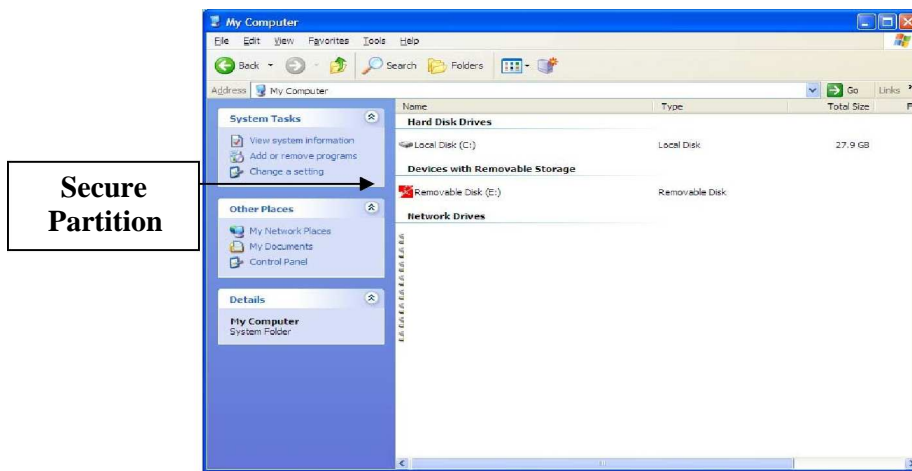 My Computer
File Edit View Favorites Tools Help
Back Search Folders
Address My Computer Go Links
Name Type Total Size F
System Tasks
View system information
Add or remove programs
Change a setting
Other Places
My Network Places
My Documents
Control Panel
Details
My Computer
System Folder
Hard Disk Drives
Local Disk (C:) Local Disk 27.9 GB
Devices with Removable Storage
Removable Disk (E:) Removable Disk
Network Drives
Secure
Partition